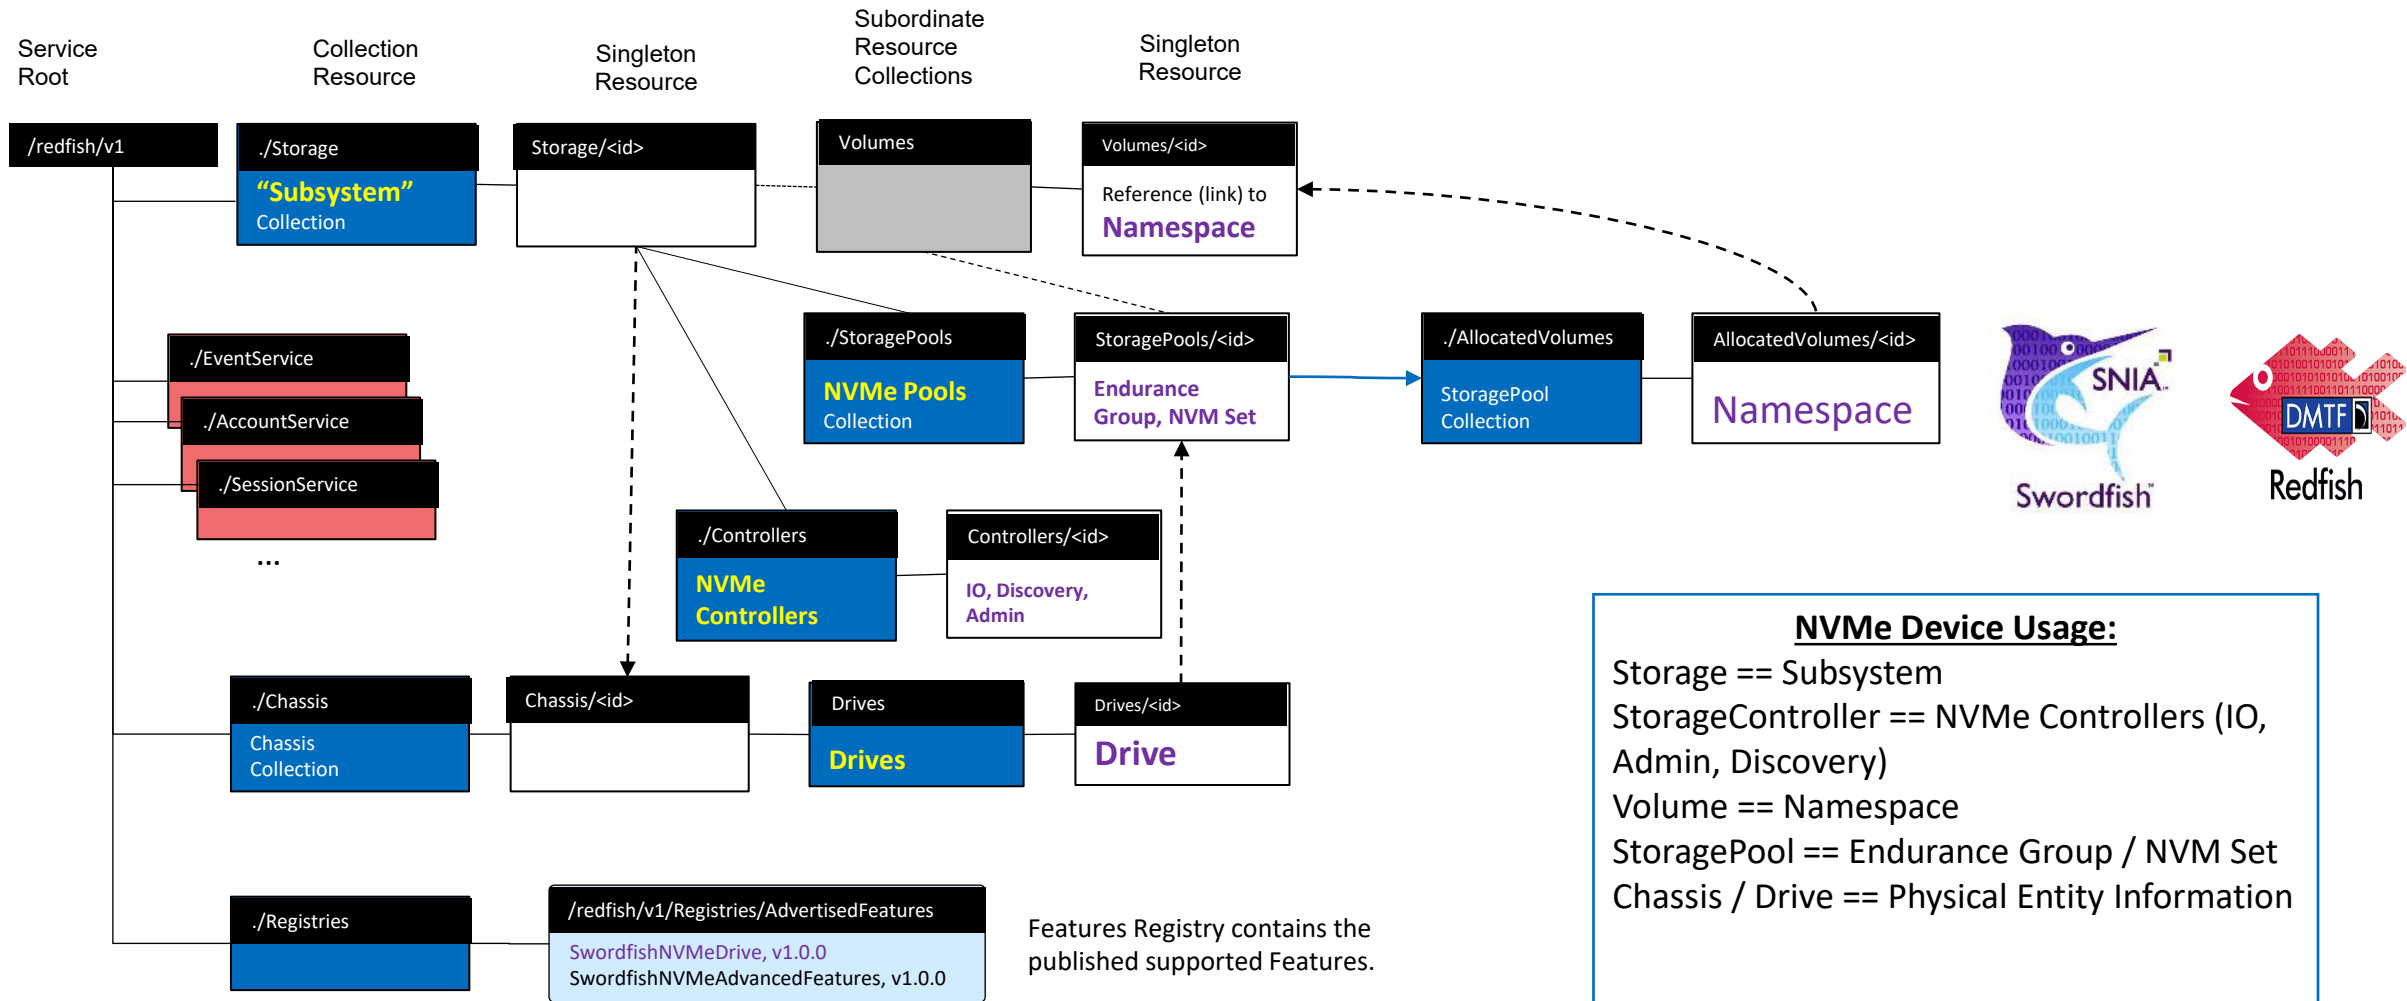 Service
Root
Collection
Resource
Singleton
Resource
Subordinate
Resource
Collections
Singleton
Resource
/redfish/v1
./Storage
“Subsystem”
Collection
Storage/<id>
Volumes
Volumes/<id>
Reference (link) to
Namespace
./EventService
./AccountService
./SessionService
...
./StoragePools
NVMe Pools
Collection
StoragePools/<id>
Endurance
Group, NVM Set
./AllocatedVolumes
StoragePool
Collection
AllocatedVolumes/<id>
Namespace
SNIA
Swordfish™
DMTF
Redfish
./Controllers
NVMe
Controllers
Controllers/<id>
IO, Discovery,
Admin
./Chassis
Chassis
Collection
Chassis/<id>
Drives
Drives
Drives/<id>
Drive
./Registries
/redfish/v1/Registries/AdvertisedFeatures
SwordfishNVMeDrive, v1.0.0
SwordfishNVMeAdvancedFeatures, v1.0.0
Features Registry contains the
published supported Features.
NVMe Device Usage:
Storage == Subsystem
StorageController == NVMe Controllers (IO,
Admin, Discovery)
Volume == Namespace
StoragePool == Endurance Group / NVM Set
Chassis / Drive == Physical Entity Information